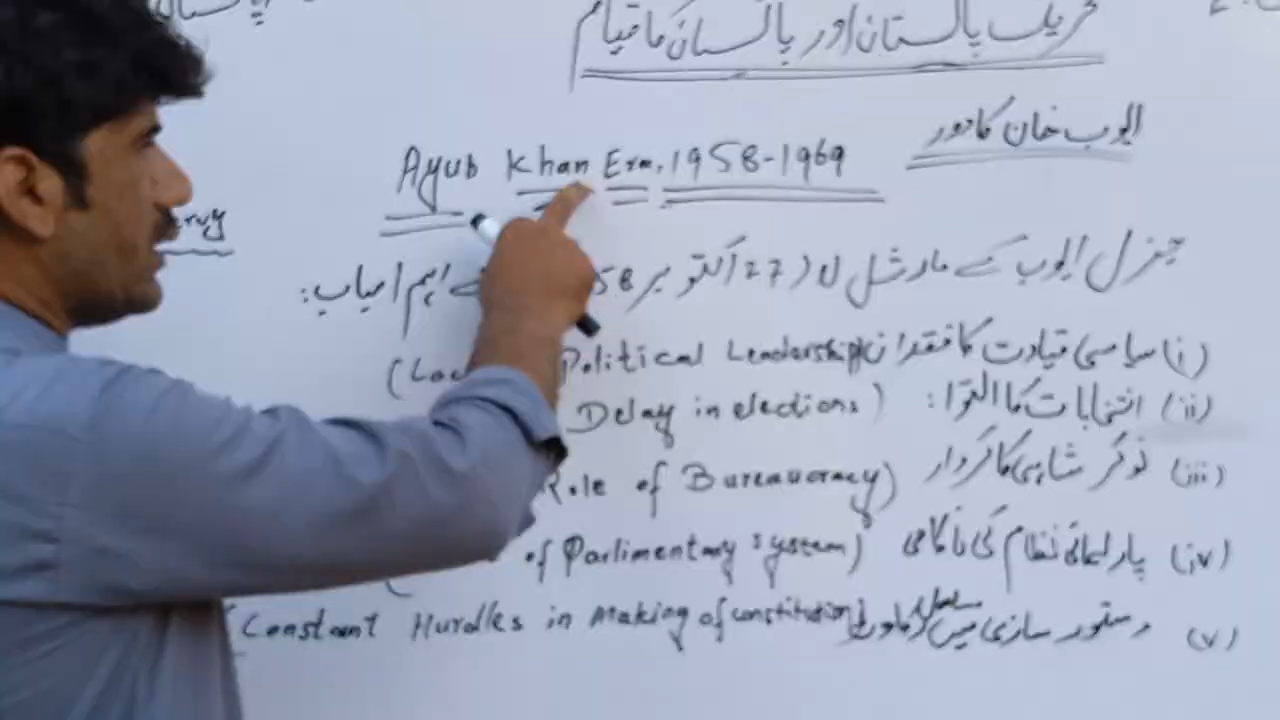 تحریک پاکستان اور پاکستان کا قیام
ایوب خان کا دور
Ayub Khan Era, 1958-1969
جنرل ایوب کے مارشل لا (27 اکتوبر 58 کے اہم اسباب:
(i) سیاسی قیادت کا فقدان Political Leadership)
(ii) انتخابات کا التوا: Delay in elections)
(iii) نوکر شاہی کا کردار Role of Bureaucracy)
(iv) پارلیمانی نظام کی ناکامی of Parlimentary system)
(v) دستور سازی میں مسلسل رکاوٹیں (Constant Hurdles in making of constitution)